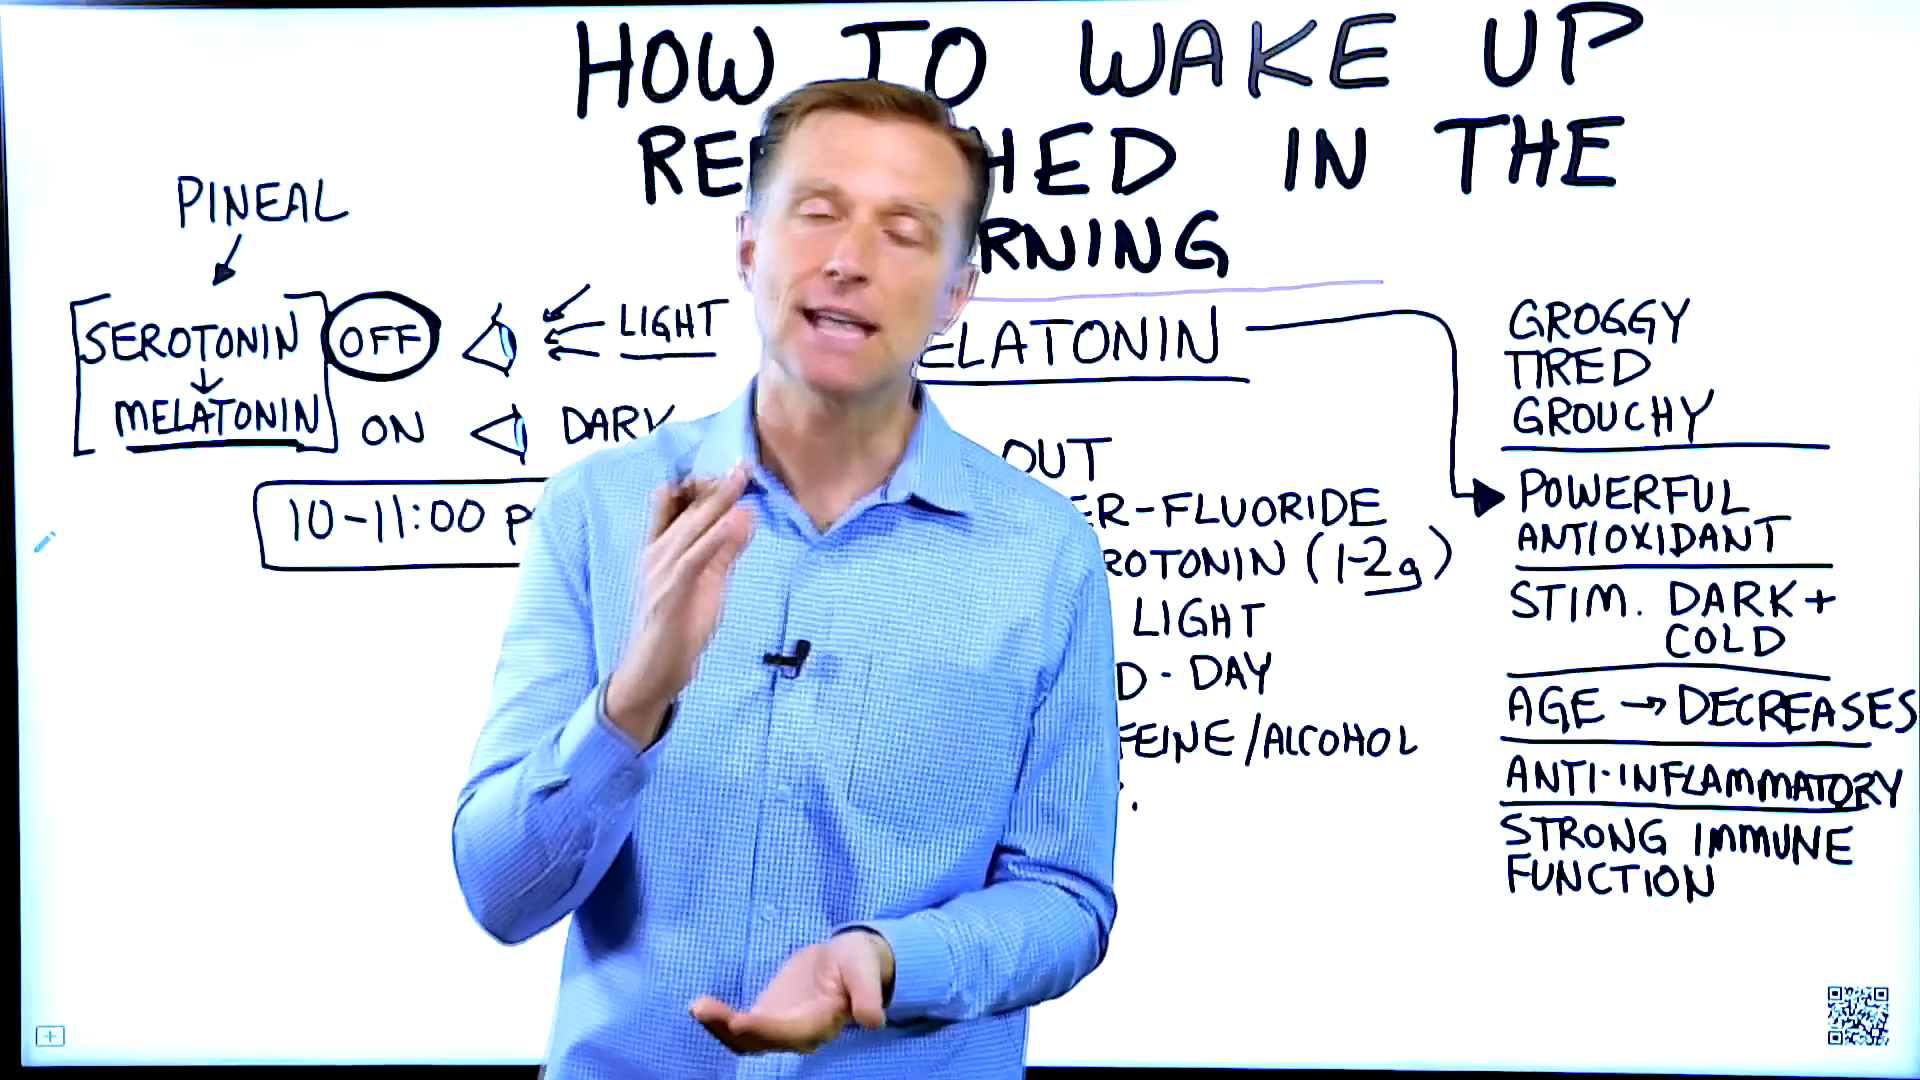 HOW TO WAKE UP
HED IN THE
RNING
PINEAL
SEROTONIN OFF LIGHT
MELATONIN ON DARK
10-11:00
ELATONIN
OUT
ER-FLUORIDE
ROTONIN (1-2g)
LIGHT
D-DAY
FEINE/ALCOHOL
GROGGY
TIRED
GROUCHY
POWERFUL
ANTIOXIDANT
STIM. DARK +
COLD
AGE → DECREASES
ANTI-INFLAMMATORY
STRONG IMMUNE
FUNCTION